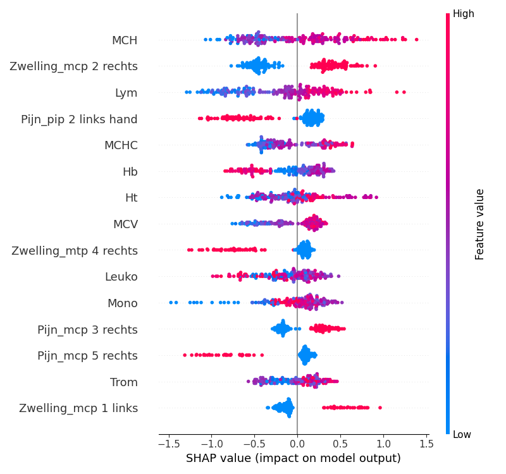 High
MCH
Zwelling_mcp 2 rechts
Lym
Pijn_pip 2 links hand
MCHC
Hb
Ht
MCV
Zwelling_mtp 4 rechts
Leuko
Mono
Pijn_mcp 3 rechts
Pijn_mcp 5 rechts
Trom
Zwelling_mcp 1 links
Feature value
Low
−1.5 −1.0 −0.5 0.0 0.5 1.0 1.5
SHAP value (impact on model output)